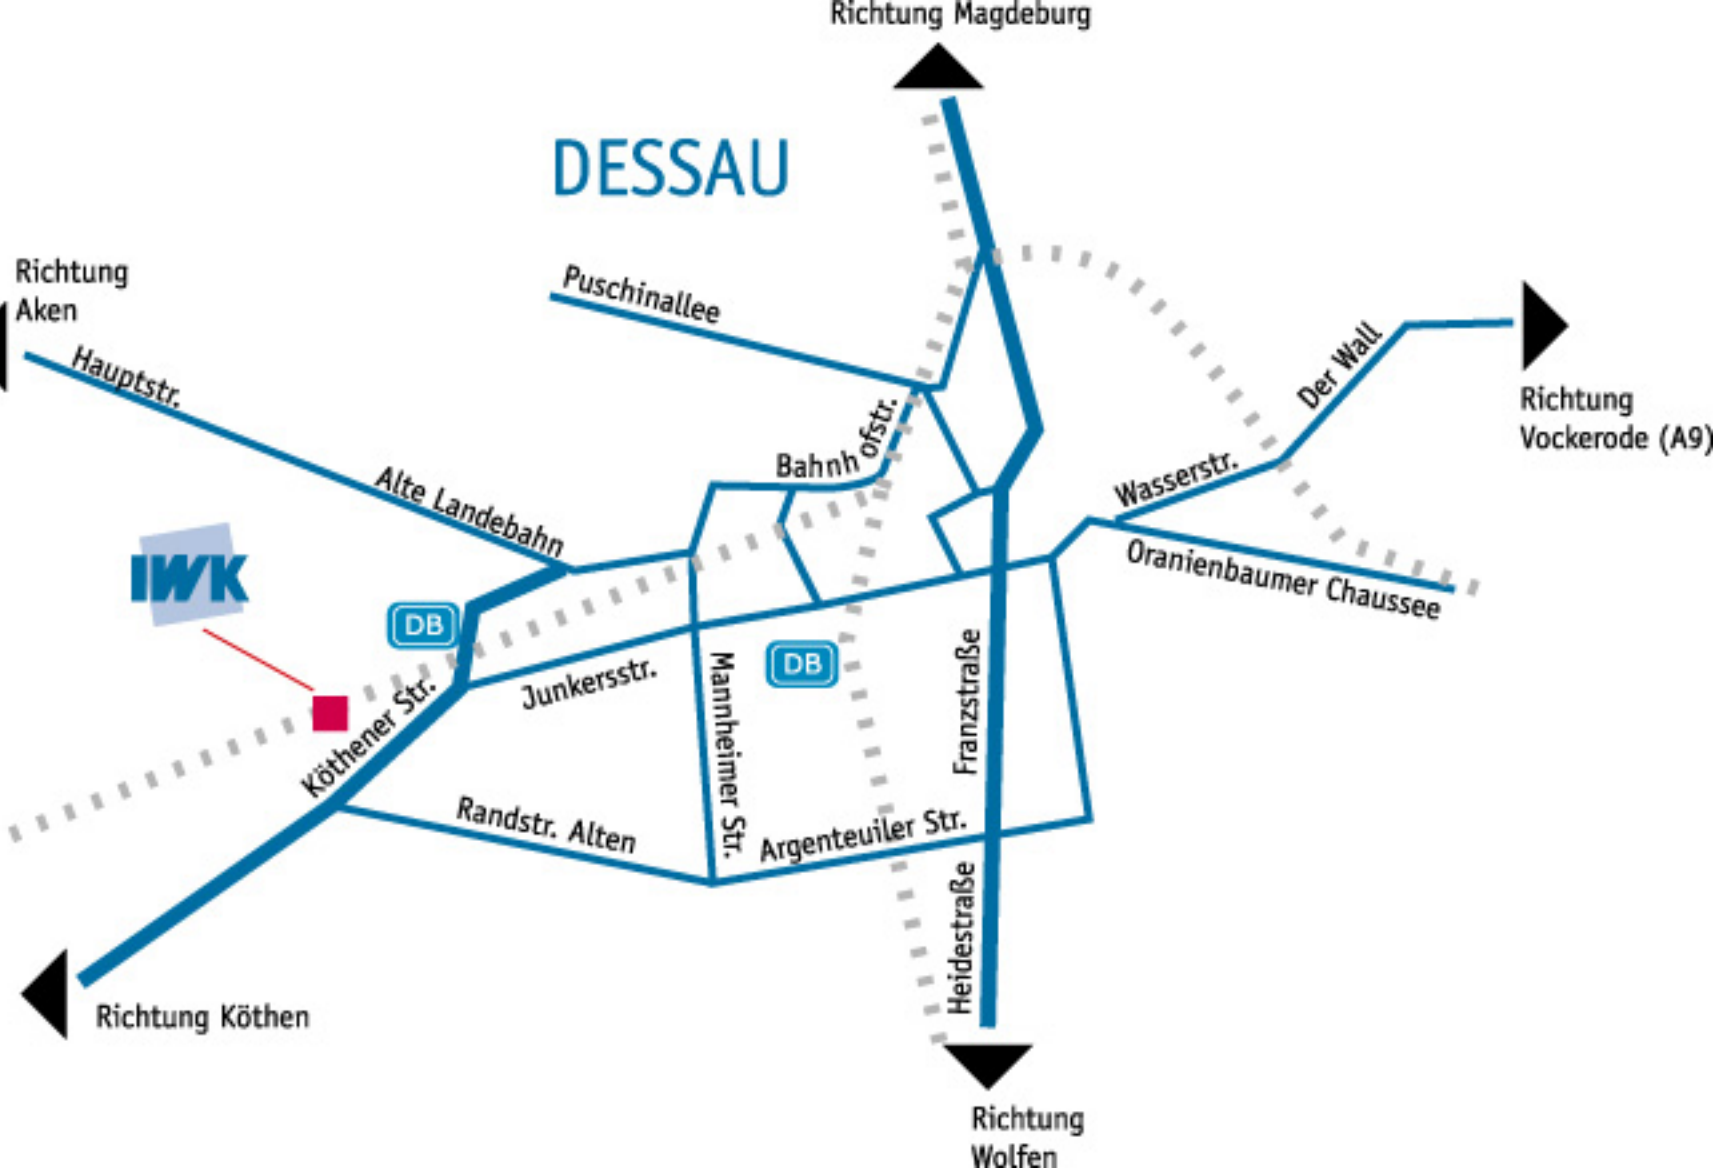 Richtung Magdeburg
DESSAU
Richtung
Aken
Puschinallee
Hauptstr.
Der Wall
Richtung
Vockerode (A9)
Bahnhofstr.
Wasserstr.
Alte Landebahn
Oranienbaumer Chaussee
IWK
DB
DB
Junkersstr.
Köthener Str.
Mannheimer Str.
Franzstraße
Randstr. Alten
Argenteuiler Str.
Heidestraße
Richtung Köthen
Richtung
Wolfen